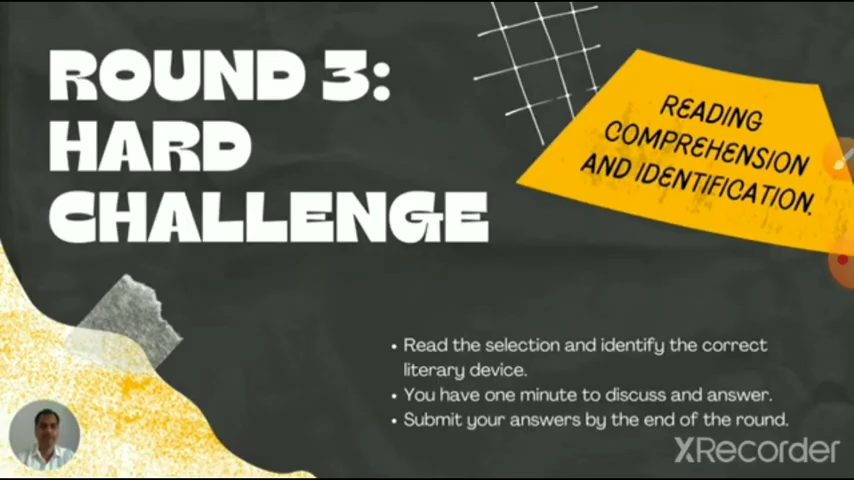 ROUND 3:
HARD
CHALLENGE
READING
COMPREHENSION
AND IDENTIFICATION.
• Read the selection and identify the correct
literary device.
• You have one minute to discuss and answer.
• Submit your answers by the end of the round.
XRecorder